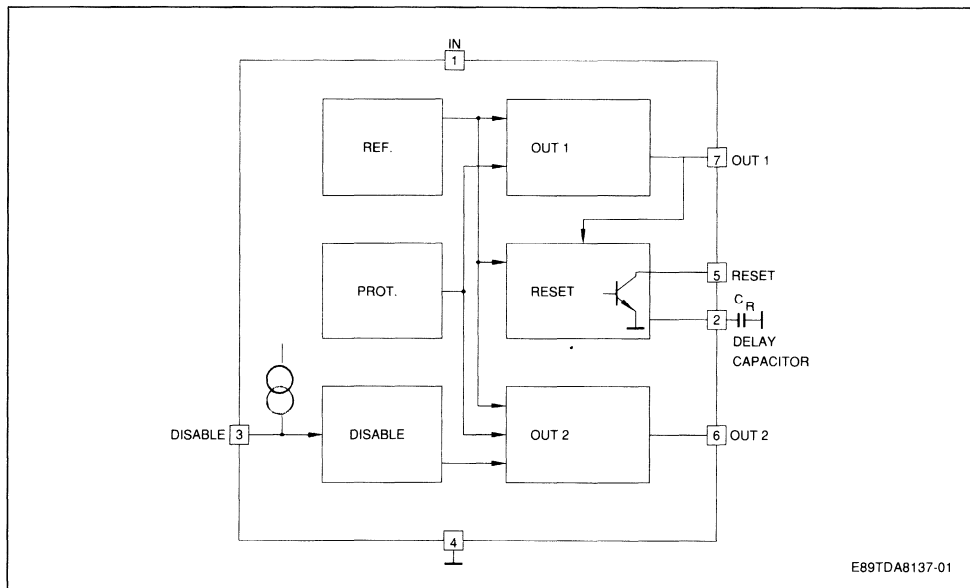 IN
1
REF.
OUT 1
7 OUT 1
PROT.
RESET
5 RESET
2
C R
DELAY
CAPACITOR
DISABLE 3
DISABLE
OUT 2
6 OUT 2
4
E89TDA8137-01